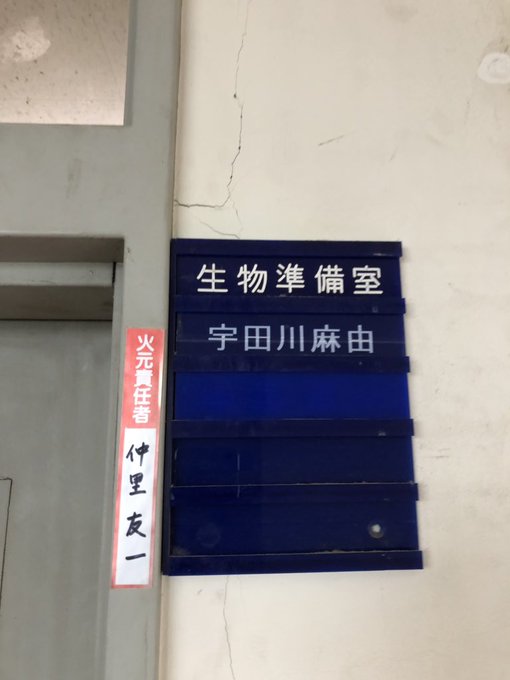 生物準備室
宇田川麻由
火元責任者
仲里友一